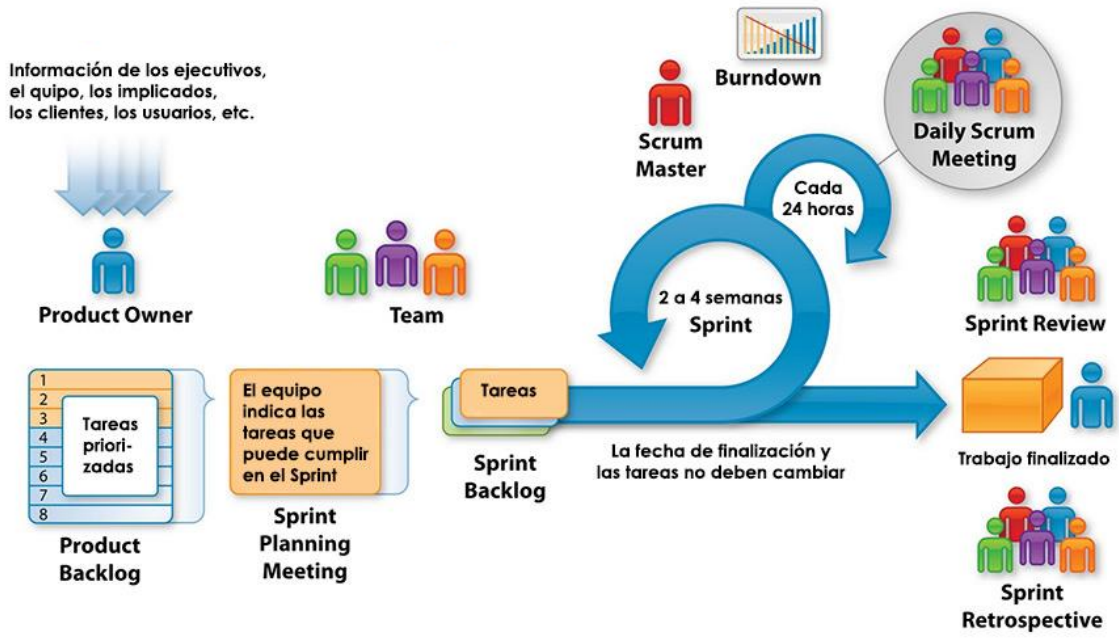 Información de los ejecutivos,
el quipo, los implicados,
los clientes, los usuarios, etc.
Product Owner
Team
Scrum
Master
Burndown
Daily Scrum
Meeting
Cada
24 horas
2 a 4 semanas
Sprint
Sprint Review
1
2
3
4
5
6
7
8
Tareas
priori-
zadas
Product
Backlog
El equipo
indica las
tareas que
puede cumplir
en el Sprint
Sprint
Planning
Meeting
Tareas
Sprint
Backlog
La fecha de finalización y
las tareas no deben cambiar
Trabajo finalizado
Sprint
Retrospective